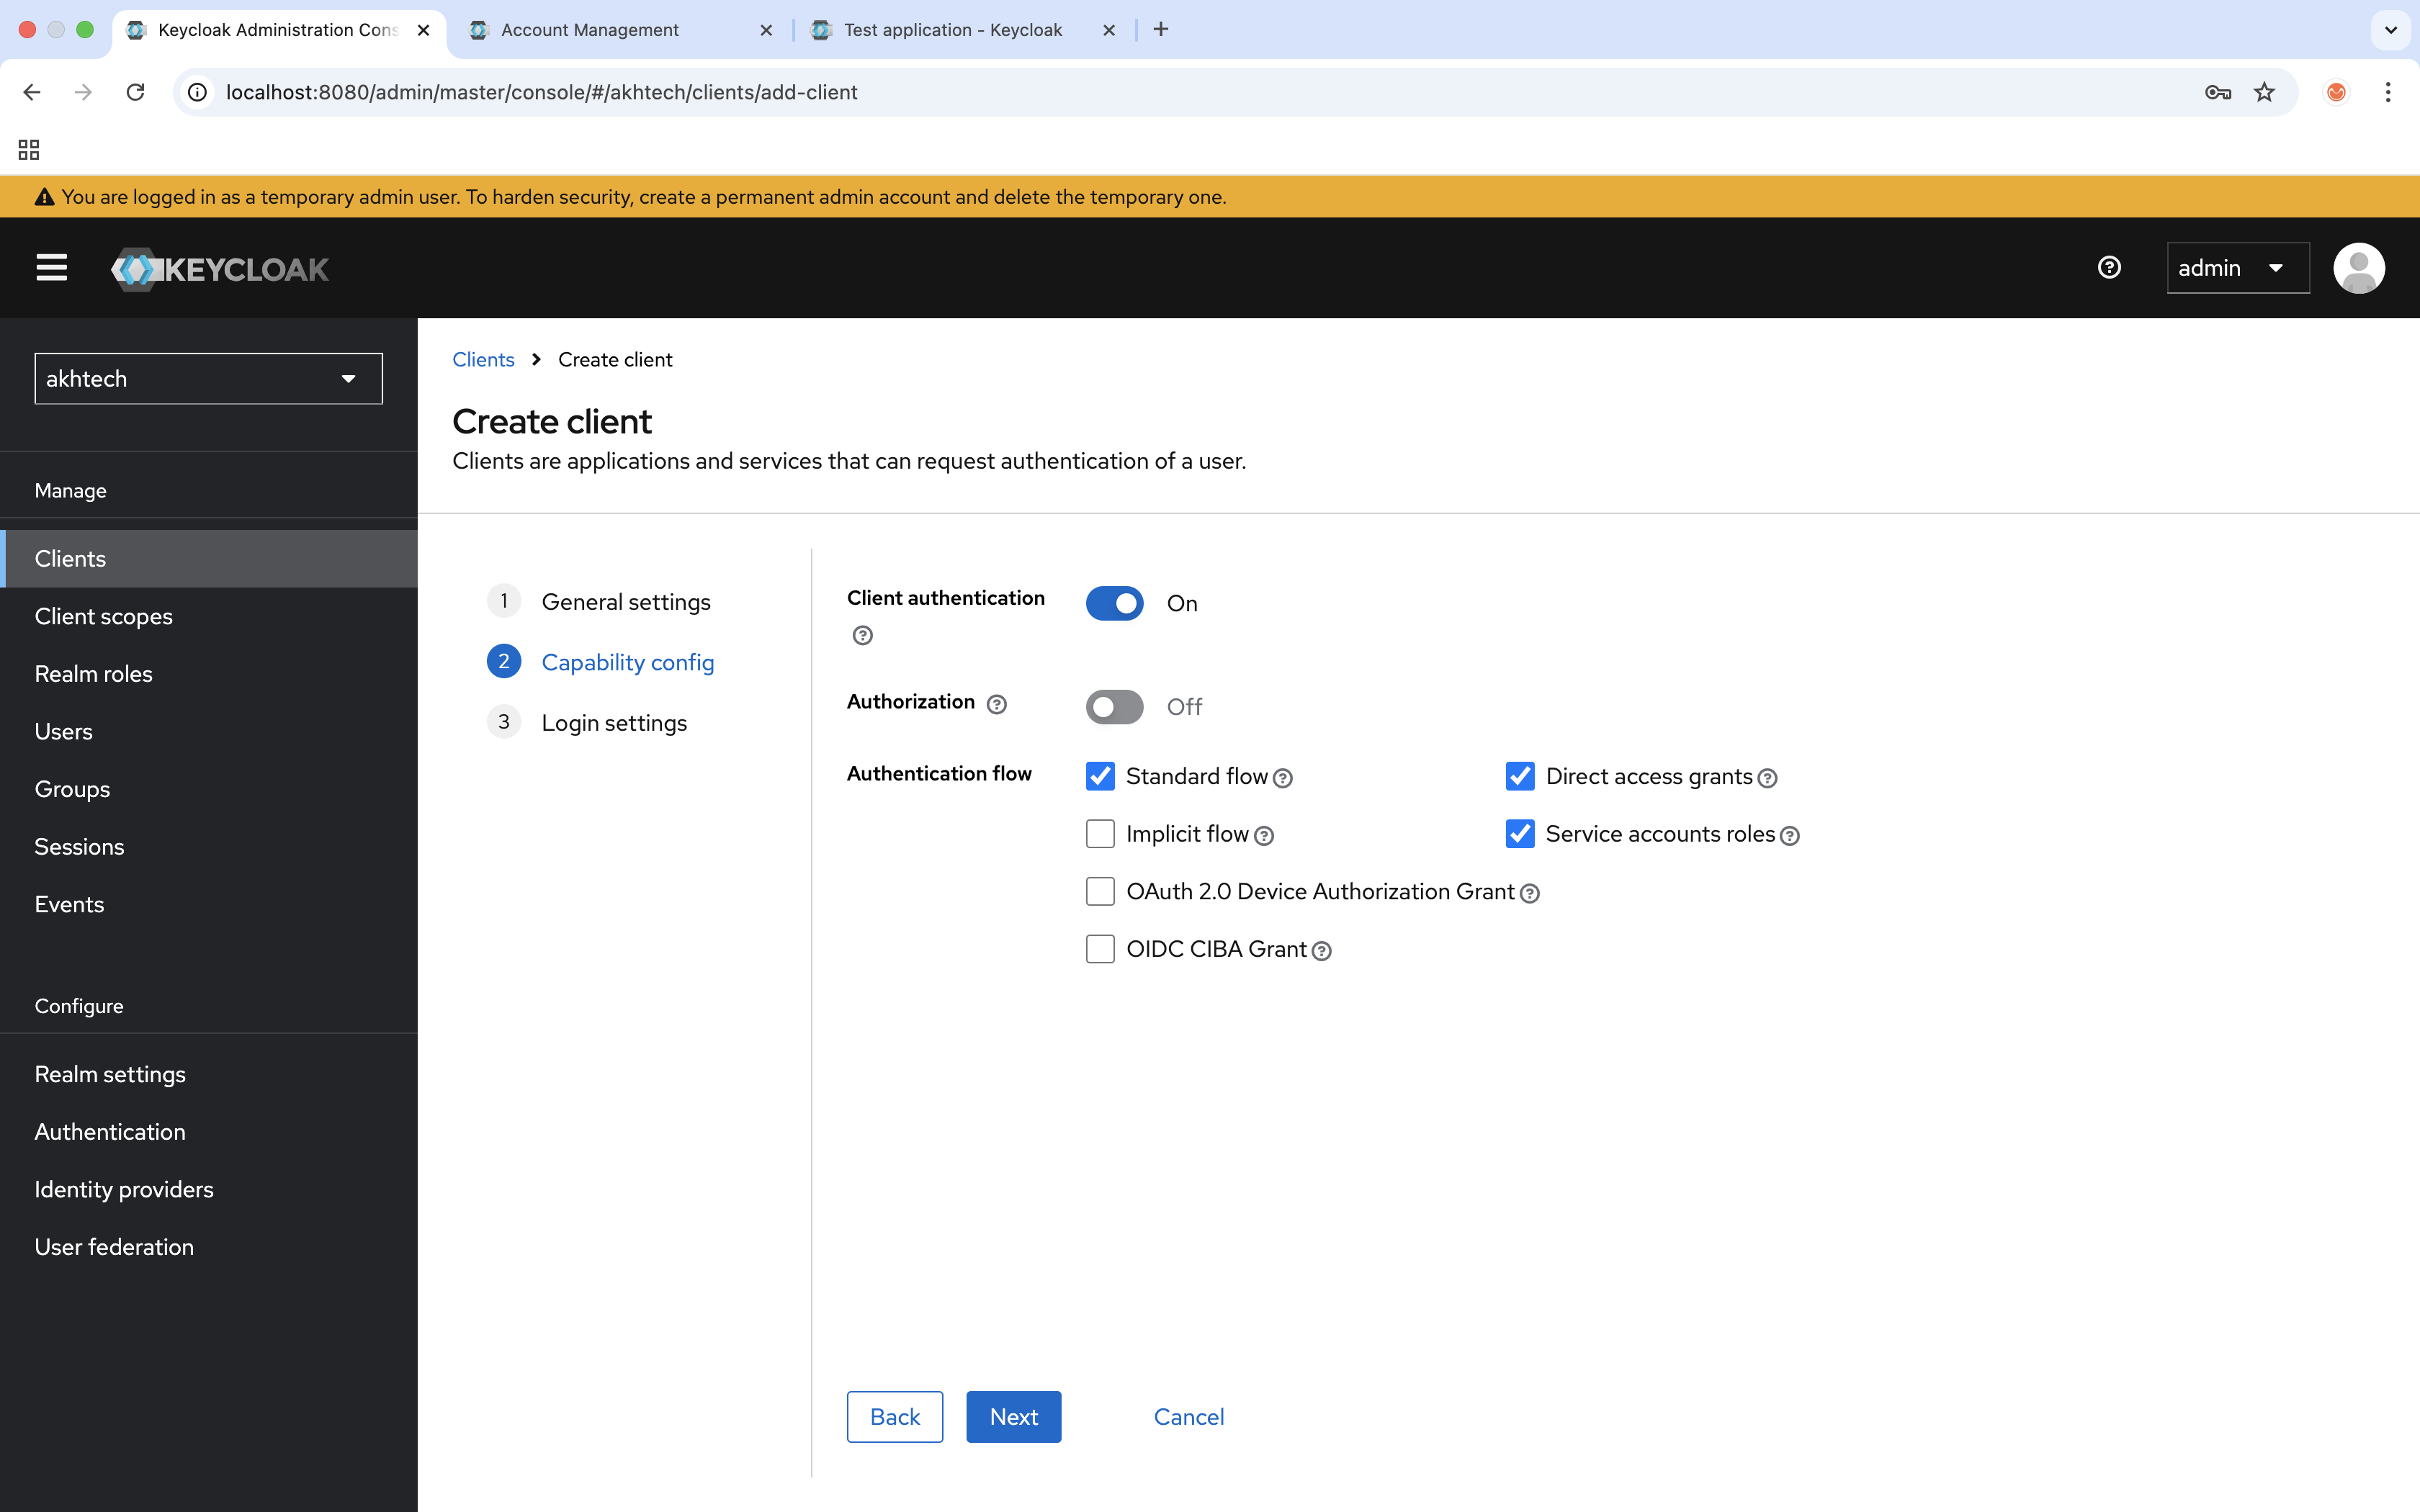 Keycloak Administration Cons
Account Management
Test application - Keycloak
localhost:8080/admin/master/console/#/akhtech/clients/add-client
You are logged in as a temporary admin user. To harden security, create a permanent admin account and delete the temporary one.
KEYCLOAK
admin
akhtech
Manage
Clients
Client scopes
Realm roles
Users
Groups
Sessions
Events
Configure
Realm settings
Authentication
Identity providers
User federation
Clients > Create client
Create client
Clients are applications and services that can request authentication of a user.
1 General settings
2 Capability config
3 Login settings
Client authentication On
Authorization Off
Authentication flow
Standard flow Direct access grants
Implicit flow Service accounts roles
OAuth 2.0 Device Authorization Grant
OIDC CIBA Grant
Back Next Cancel